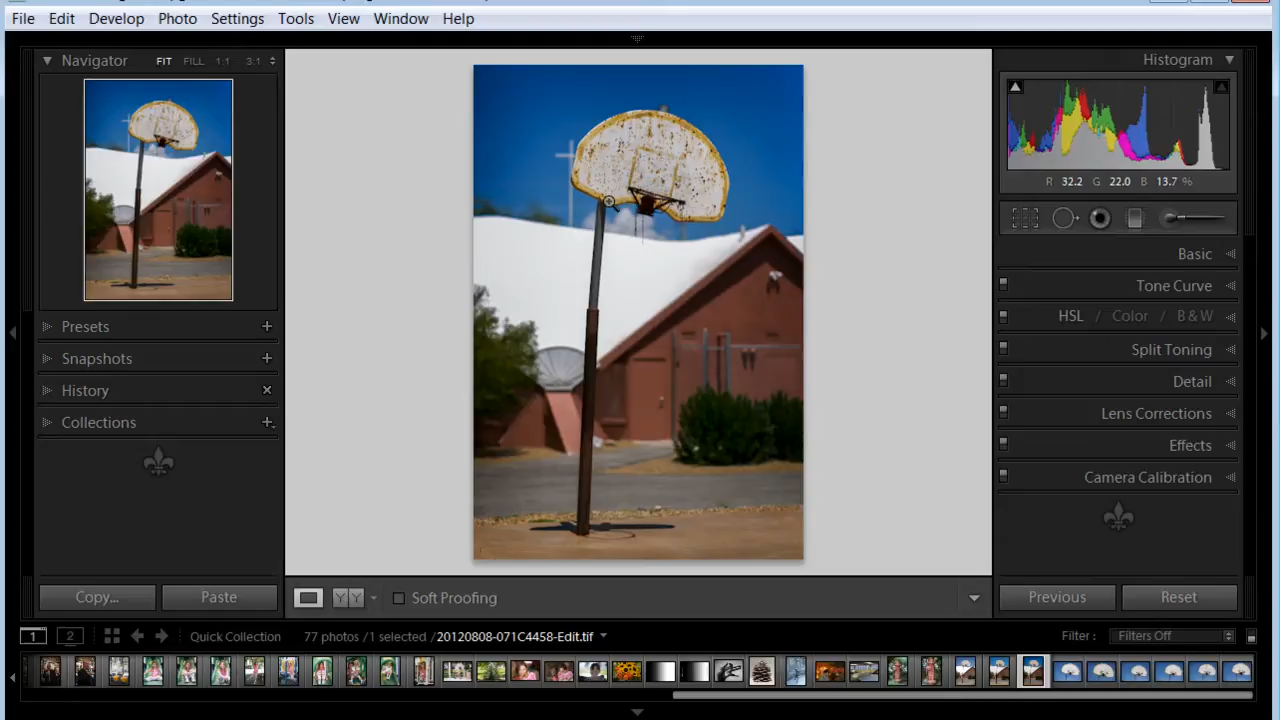 File Edit Develop Photo Settings Tools View Window Help
Navigator FIT FILL 1:1 3:1
Histogram
R 32.2 G 22.0 B 13.7 %
Basic
Tone Curve
HSL / Color / B & W
Split Toning
Detail
Lens Corrections
Effects
Camera Calibration
Presets
Snapshots
History
Collections
Copy... Paste
Y Y Soft Proofing
Previous Reset
1 2 Quick Collection 77 photos / 1 selected / 20120808-071C4458-Edit.tif Filter : Filters Off